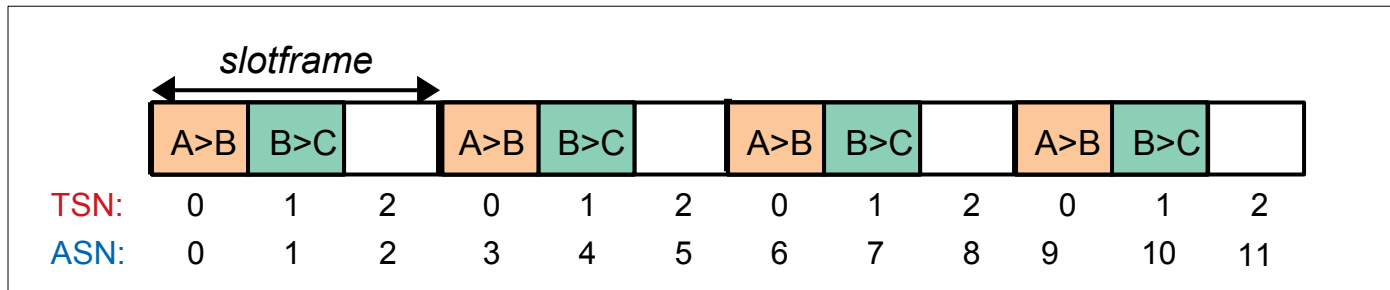 slotframe
A>B B>C A>B B>C A>B B>C A>B B>C
TSN: 0 1 2 0 1 2 0 1 2 0 1 2
ASN: 0 1 2 3 4 5 6 7 8 9 10 11